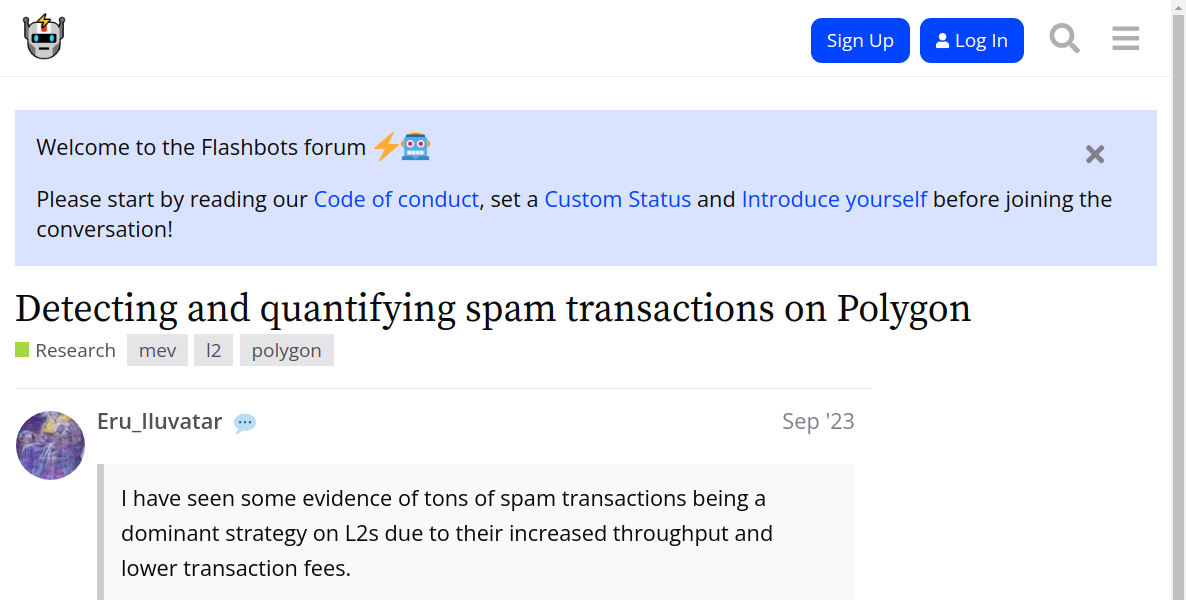 Sign Up
Log In
Welcome to the Flashbots forum
Please start by reading our Code of conduct, set a Custom Status and Introduce yourself before joining the
conversation!
Detecting and quantifying spam transactions on Polygon
Research mev l2 polygon
Eru_Iluvatar
Sep '23
I have seen some evidence of tons of spam transactions being a
dominant strategy on L2s due to their increased throughput and
lower transaction fees.